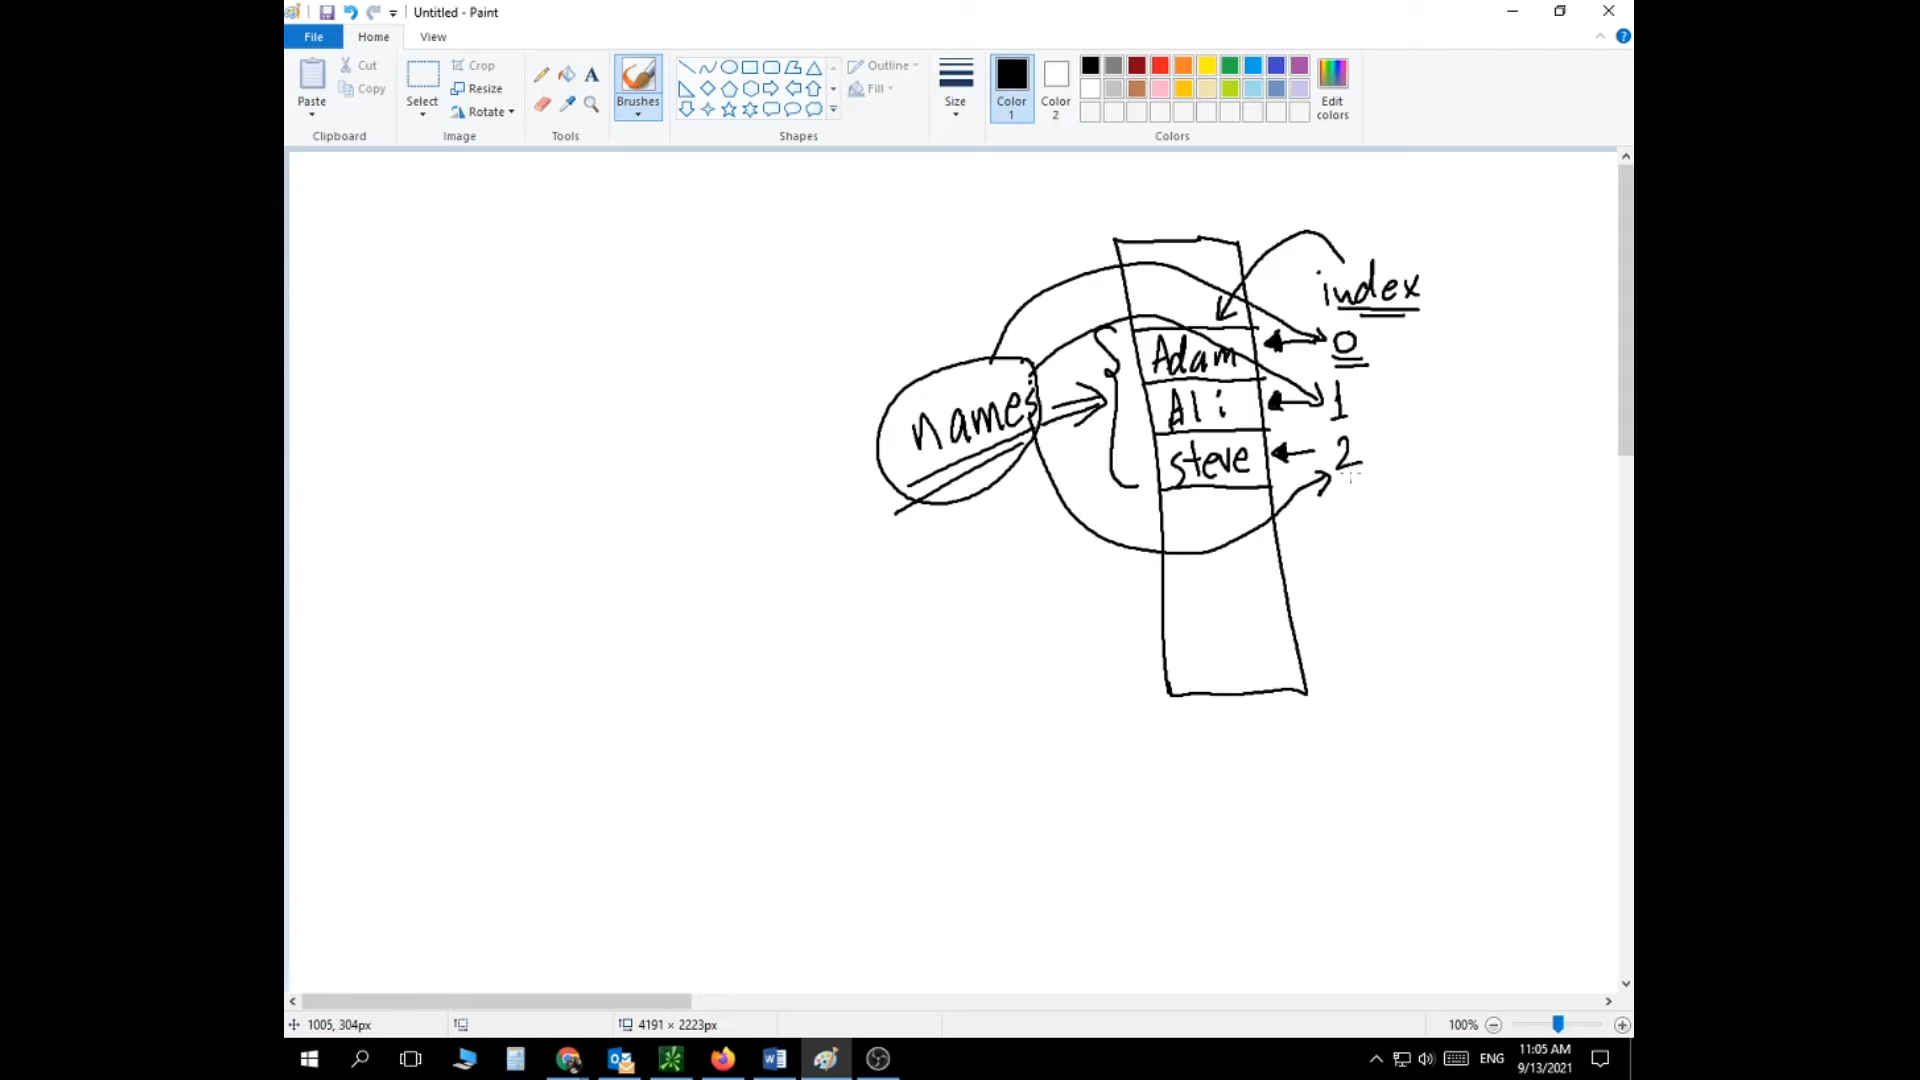 Untitled - Paint
File Home View
Paste
Cut
Copy
Clipboard
Select
Crop
Resize
Rotate
Image
Tools
Brushes
Shapes
Outline
Fill
Size
Color 1
Color 2
Edit colors
Colors
index
Adam 0
names
Ali 1
steve 2
1005, 304px
4191 × 2223px
100%
ENG
11:05 AM
9/13/2021